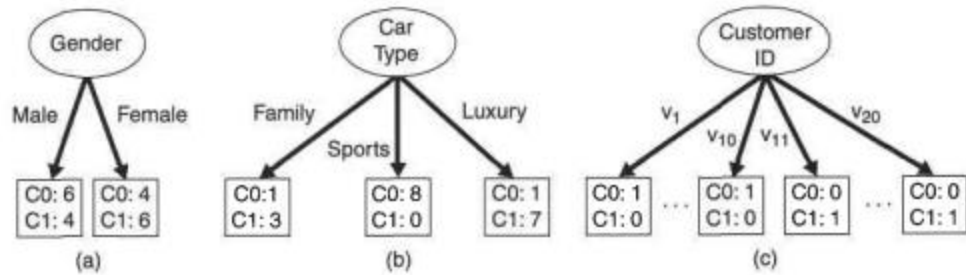 Gender
Male
Female
C0: 6
C1: 4
C0: 4
C1: 6
(a)
Car
Type
Family
Sports
Luxury
C0:1
C1: 3
C0: 8
C1: 0
C0: 1
C1: 7
(b)
Customer
ID
v1
v10
v11
v20
C0: 1
C1: 0
...
C0: 1
C1: 0
C0: 0
C1: 1
...
C0: 0
C1: 1
(c)